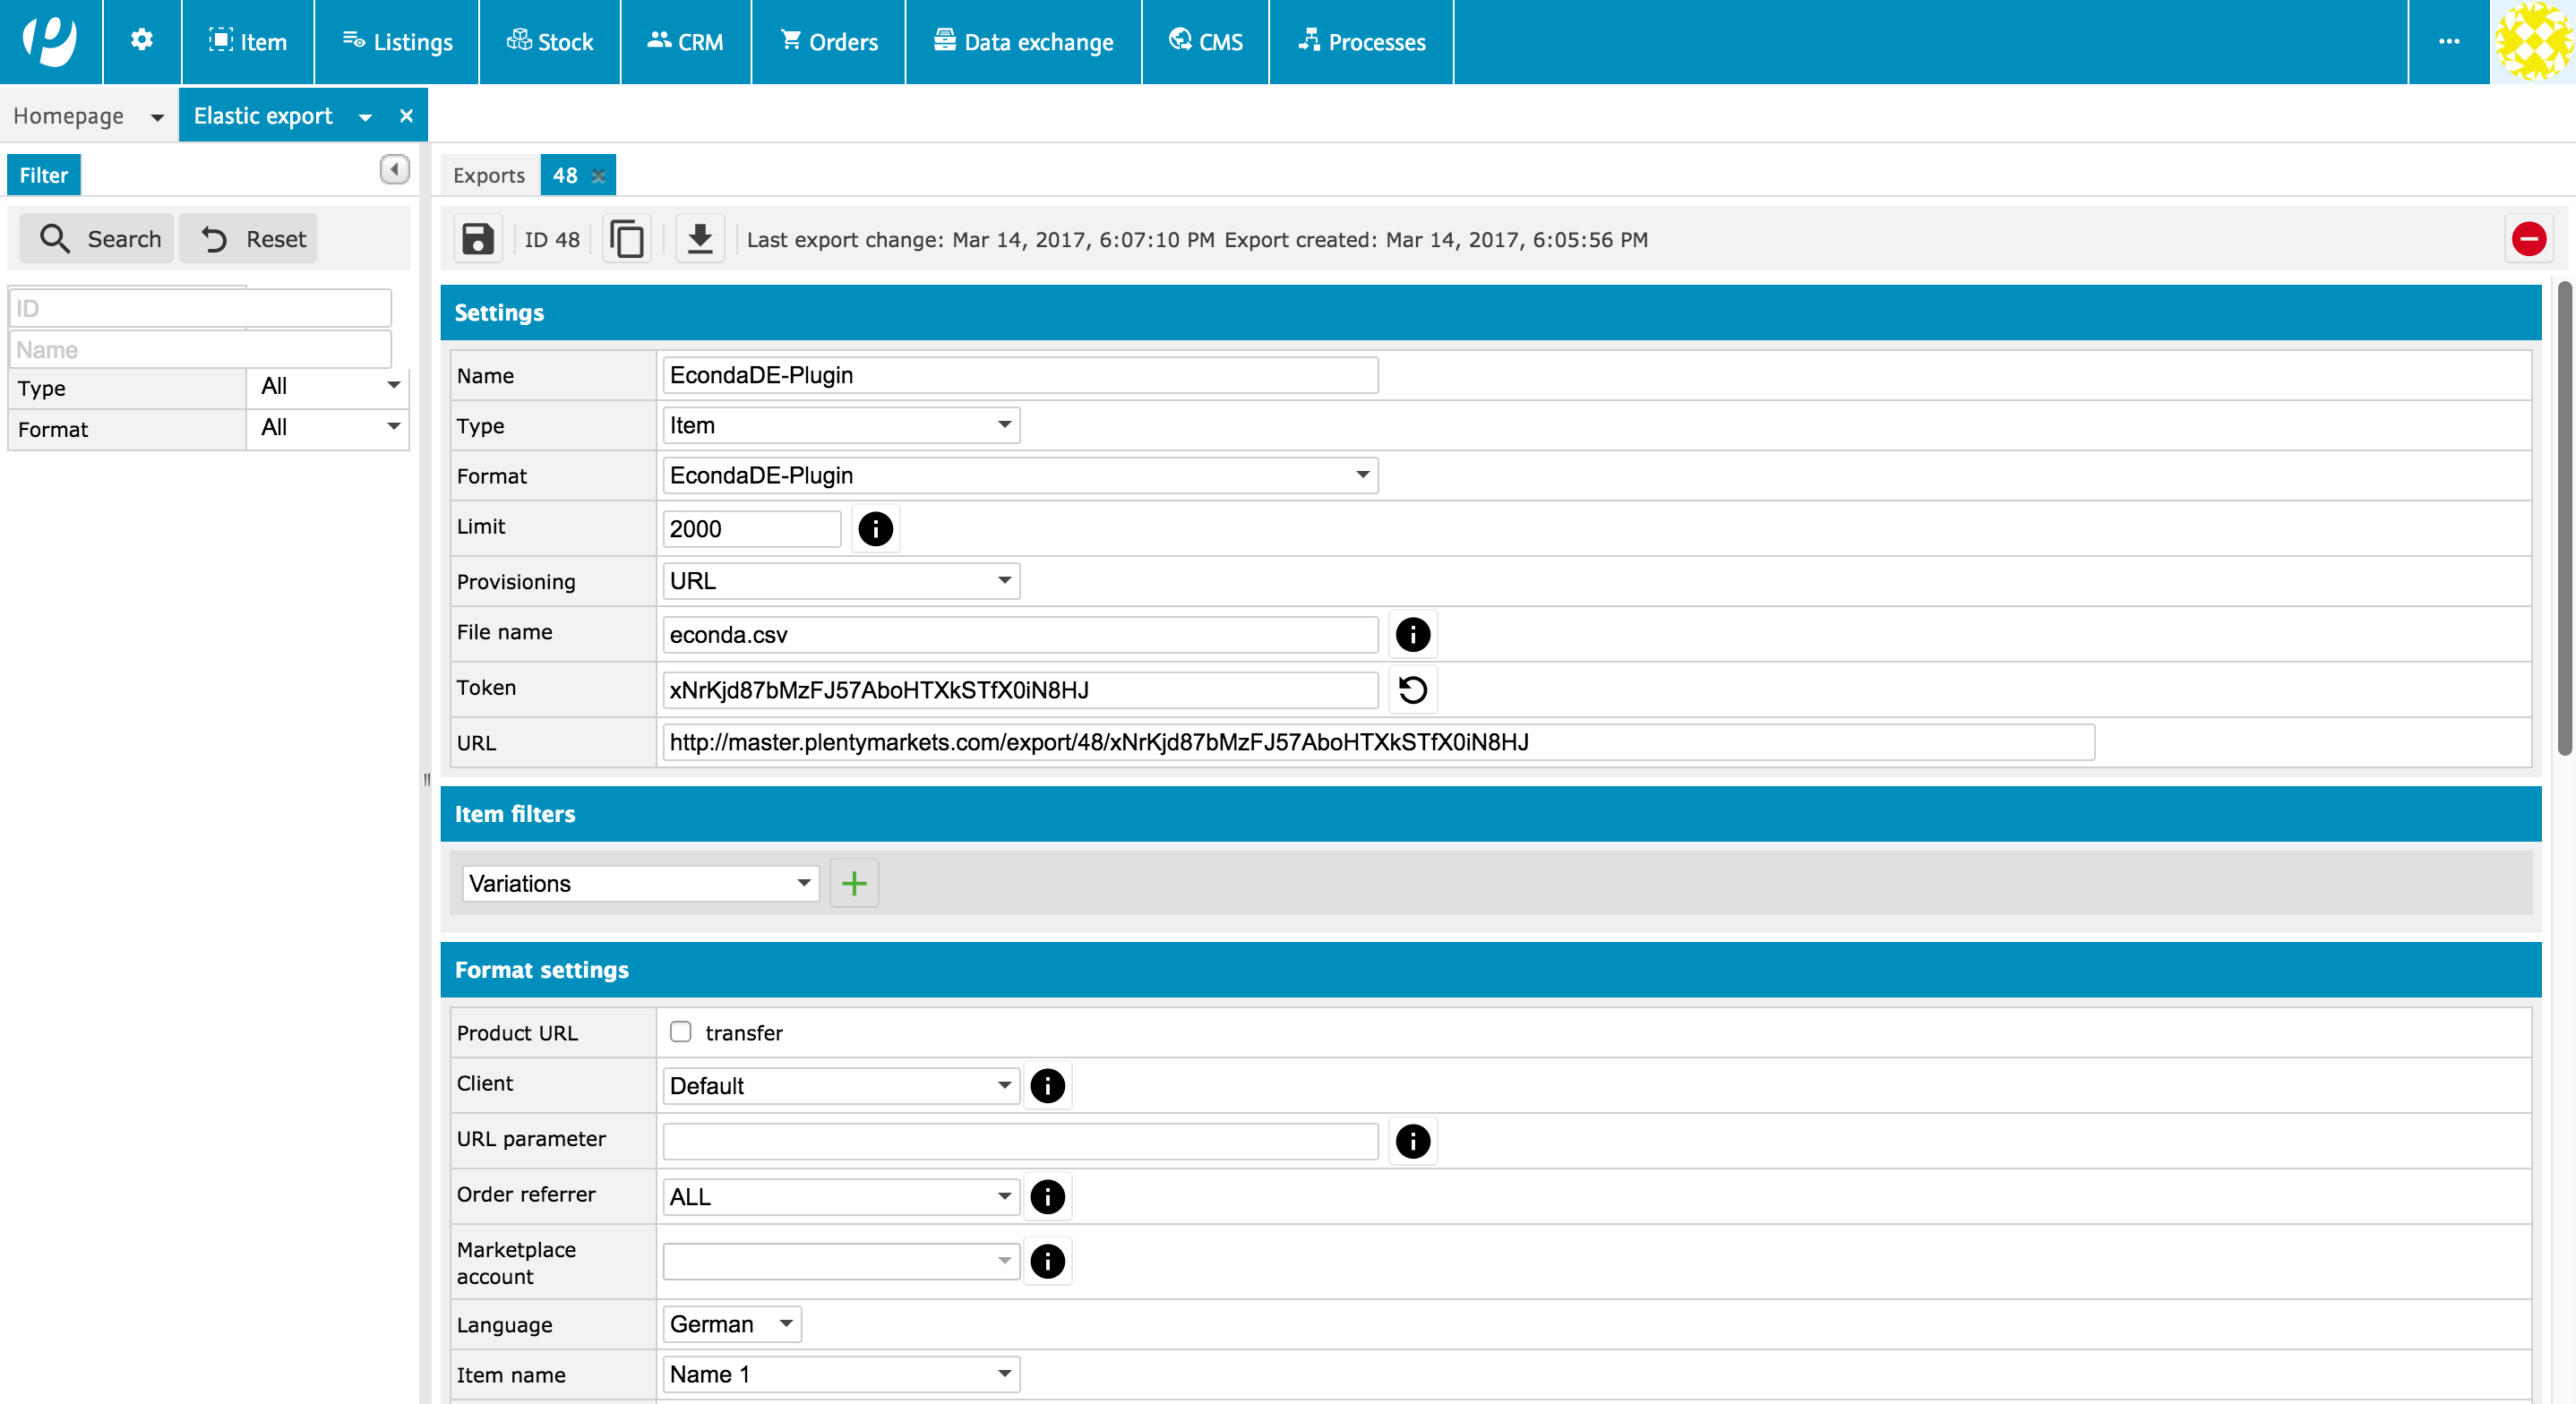 Item
Listings
Stock
CRM
Orders
Data exchange
CMS
Processes
Homepage
Elastic export
Filter
Search
Reset
ID
Name
Type All
Format All
Exports
48
ID 48
Last export change: Mar 14, 2017, 6:07:10 PM Export created: Mar 14, 2017, 6:05:56 PM
Settings
Name EcondaDE-Plugin
Type Item
Format EcondaDE-Plugin
Limit 2000
Provisioning URL
File name econda.csv
Token xNrKjd87bMzFJ57AboHTXkSTfX0iN8HJ
URL http://master.plentymarkets.com/export/48/xNrKjd87bMzFJ57AboHTXkSTfX0iN8HJ
Item filters
Variations
Format settings
Product URL transfer
Client Default
URL parameter
Order referrer ALL
Marketplace
account
Language German
Item name Name 1